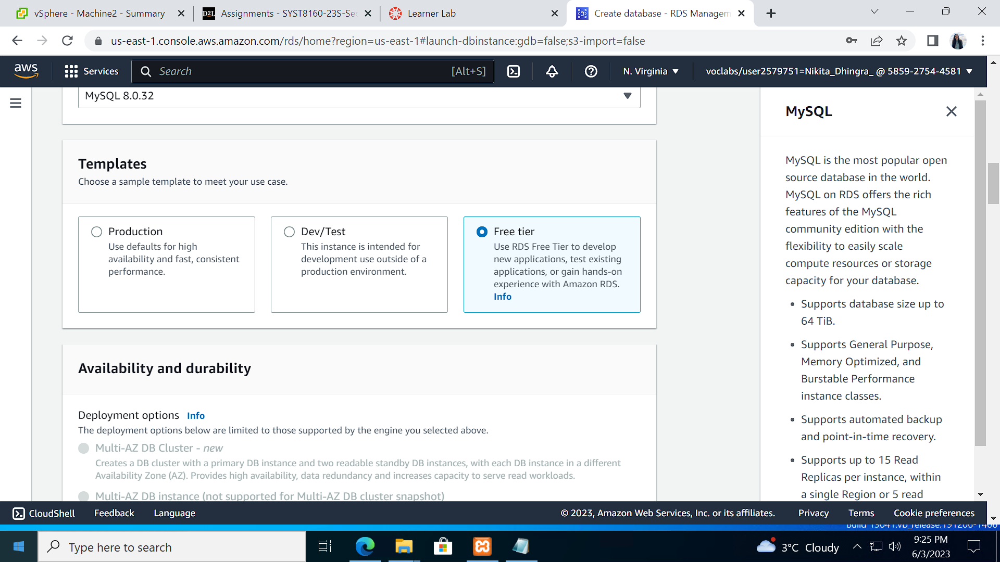 vSphere - Machine2 - Summary
D2L
Assignments - SYST8160-23S-Sec
Learner Lab
Create database - RDS Managem
us-east-1.console.aws.amazon.com/rds/home?region=us-east-1#launch-dbinstance:gdb=false;s3-import=false
aws
Services
Search
[Alt+S]
N. Virginia
voclabs/user2579751=Nikita_Dhingra_ @ 5859-2754-4581
MySQL 8.0.32
Templates
Choose a sample template to meet your use case.
Production
Use defaults for high
availability and fast, consistent
performance.
Dev/Test
This instance is intended for
development use outside of a
production environment.
Free tier
Use RDS Free Tier to develop
new applications, test existing
applications, or gain hands-on
experience with Amazon RDS.
Info
Availability and durability
Deployment options Info
The deployment options below are limited to those supported by the engine you selected above.
Multi-AZ DB Cluster - new
Creates a DB cluster with a primary DB instance and two readable standby DB instances, with each DB instance in a different
Availability Zone (AZ). Provides high availability, data redundancy and increases capacity to serve read workloads.
Multi-AZ DB instance (not supported for Multi-AZ DB cluster snapshot)
MySQL
MySQL is the most popular open
source database in the world.
MySQL on RDS offers the rich
features of the MySQL
community edition with the
flexibility to easily scale
compute resources or storage
capacity for your database.
• Supports database size up to
64 TiB.
• Supports General Purpose,
Memory Optimized, and
Burstable Performance
instance classes.
• Supports automated backup
and point-in-time recovery.
• Supports up to 15 Read
Replicas per instance, within
a single Region or 5 read
CloudShell
Feedback
Language
© 2023, Amazon Web Services, Inc. or its affiliates.
Privacy
Terms
Cookie preferences
Build 19041.vb_release.191206-1406
Type here to search
3°C Cloudy
9:25 PM
6/3/2023